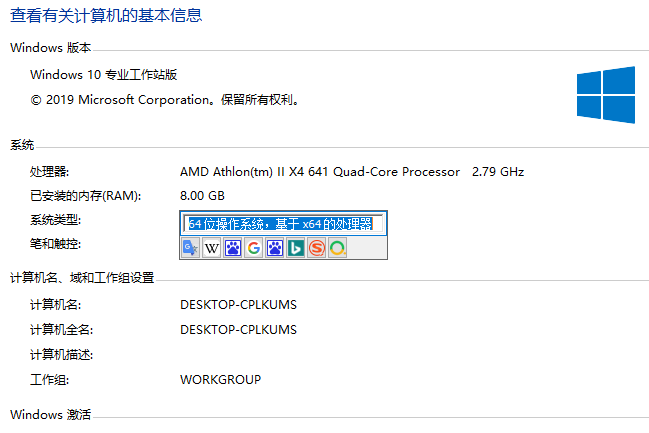 查看有关计算机的基本信息
Windows 版本
Windows 10 专业工作站版
© 2019 Microsoft Corporation。保留所有权利。
系统
处理器: AMD Athlon(tm) II X4 641 Quad-Core Processor 2.79 GHz
已安装的内存(RAM): 8.00 GB
系统类型: 64 位操作系统，基于 x64 的处理器
笔和触控:
计算机名、域和工作组设置
计算机名: DESKTOP-CPLKUMS
计算机全名: DESKTOP-CPLKUMS
计算机描述:
工作组: WORKGROUP
Windows 激活